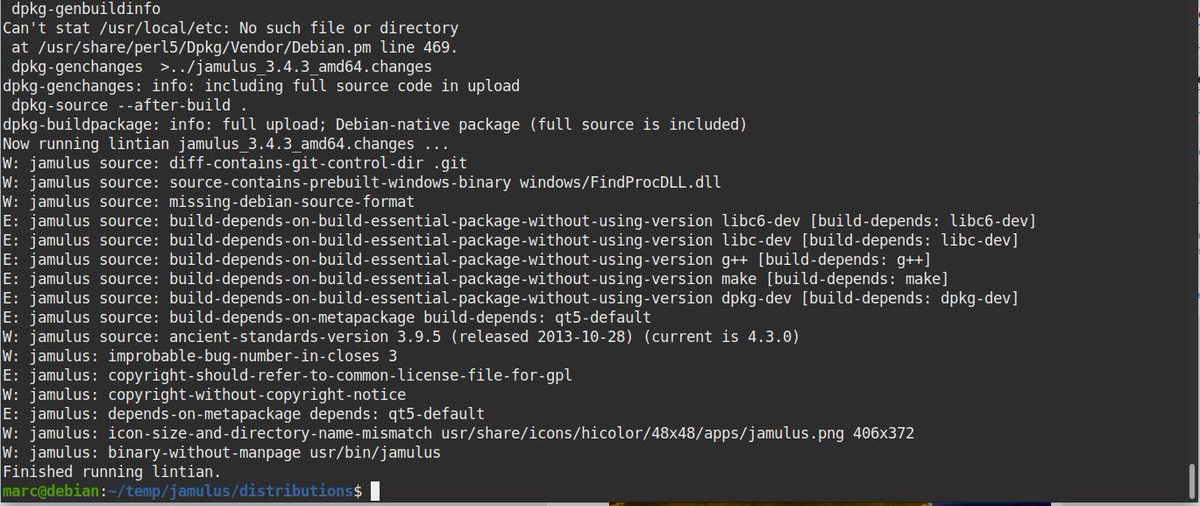 dpkg-genbuildinfo
Can't stat /usr/local/etc: No such file or directory
 at /usr/share/perl5/Dpkg/Vendor/Debian.pm line 469.
 dpkg-genchanges  >../jamulus_3.4.3_amd64.changes
dpkg-genchanges: info: including full source code in upload
 dpkg-source --after-build .
dpkg-buildpackage: info: full upload; Debian-native package (full source is included)
Now running lintian jamulus_3.4.3_amd64.changes ...
W: jamulus source: diff-contains-git-control-dir .git
W: jamulus source: source-contains-prebuilt-windows-binary windows/FindProcDLL.dll
W: jamulus source: missing-debian-source-format
E: jamulus source: build-depends-on-build-essential-package-without-using-version libc6-dev [build-depends: libc6-dev]
E: jamulus source: build-depends-on-build-essential-package-without-using-version libc-dev [build-depends: libc-dev]
E: jamulus source: build-depends-on-build-essential-package-without-using-version g++ [build-depends: g++]
E: jamulus source: build-depends-on-build-essential-package-without-using-version make [build-depends: make]
E: jamulus source: build-depends-on-build-essential-package-without-using-version dpkg-dev [build-depends: dpkg-dev]
E: jamulus source: build-depends-on-metapackage build-depends: qt5-default
W: jamulus source: ancient-standards-version 3.9.5 (released 2013-10-28) (current is 4.3.0)
W: jamulus: improbable-bug-number-in-closes 3
E: jamulus: copyright-should-refer-to-common-license-file-for-gpl
W: jamulus: copyright-without-copyright-notice
E: jamulus: depends-on-metapackage depends: qt5-default
W: jamulus: icon-size-and-directory-name-mismatch usr/share/icons/hicolor/48x48/apps/jamulus.png 406x372
W: jamulus: binary-without-manpage usr/bin/jamulus
Finished running lintian.
marc@debian:~/temp/jamulus/distributions$